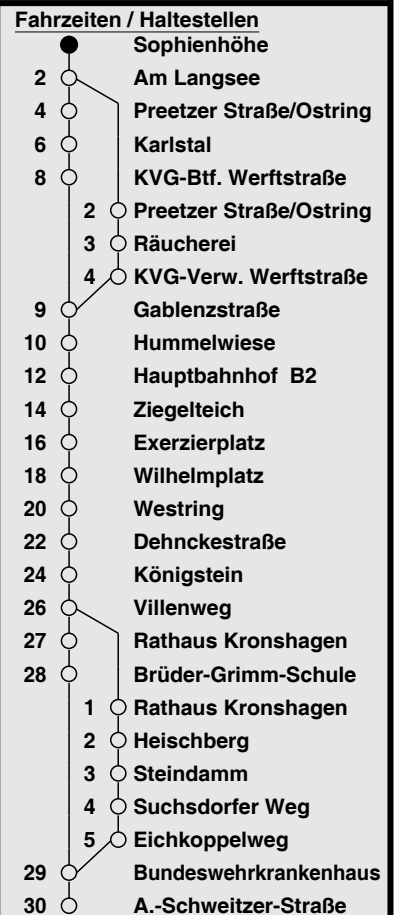 Fahrzeiten / Haltestellen
Sophienhöhe
2 Am Langsee
4 Preetzer Straße/Ostring
6 Karlstal
8 KVG-Btf. Werftstraße
2 Preetzer Straße/Ostring
3 Räucherei
4 KVG-Verw. Werftstraße
9 Gablenzstraße
10 Hummelwiese
12 Hauptbahnhof B2
14 Ziegelteich
16 Exerzierplatz
18 Wilhelmplatz
20 Westring
22 Dehnckestraße
24 Königstein
26 Villenweg
27 Rathaus Kronshagen
28 Brüder-Grimm-Schule
1 Rathaus Kronshagen
2 Heischberg
3 Steindamm
4 Suchsdorfer Weg
5 Eichkoppelweg
29 Bundeswehrkrankenhaus
30 A.-Schweitzer-Straße